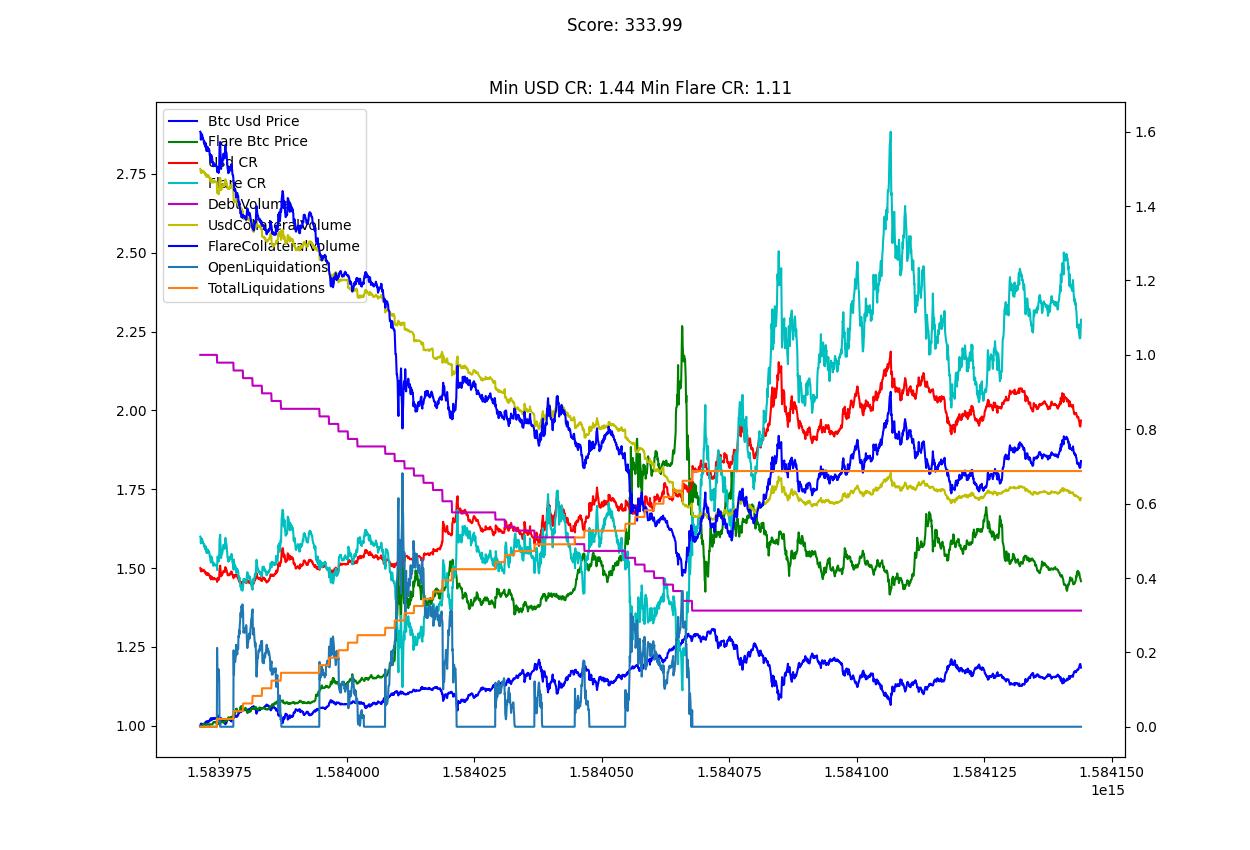 Score: 333.99
Min USD CR: 1.44 Min Flare CR: 1.11
Btc Usd Price
Flare Btc Price
Usd CR
Flare CR
DebtVolume
UsdCollateralVolume
FlareCollateralVolume
OpenLiquidations
TotalLiquidations
2.75
2.50
2.25
2.00
1.75
1.50
1.25
1.00
1.6
1.4
1.2
1.0
0.8
0.6
0.4
0.2
0.0
1.583975 1.584000 1.584025 1.584050 1.584075 1.584100 1.584125 1.584150
1e15